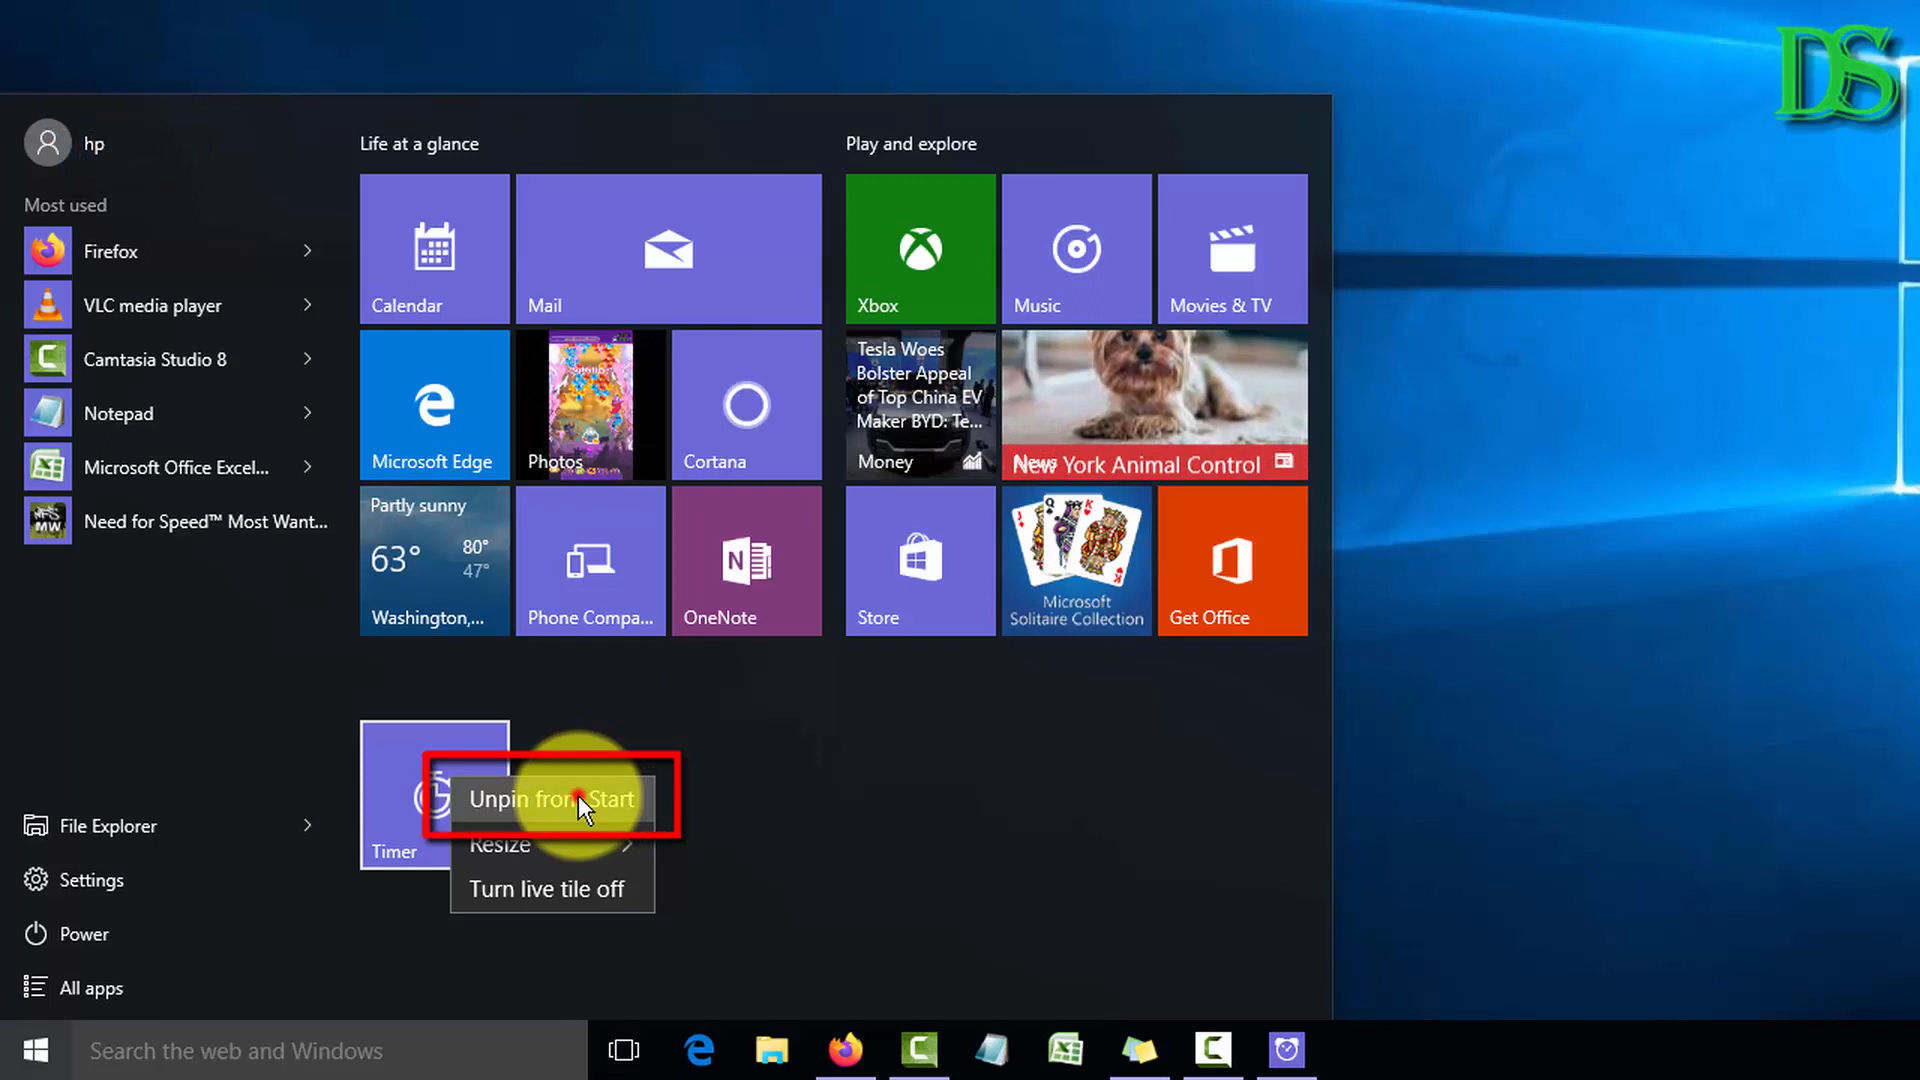 DS
hp
Most used
Firefox
VLC media player
Camtasia Studio 8
Notepad
Microsoft Office Excel...
Need for Speed™ Most Want...
File Explorer
Settings
Power
All apps
Life at a glance
Calendar
Mail
Microsoft Edge
Photos
Cortana
Partly sunny
63°
80°
47°
Washington,...
Phone Compa...
OneNote
Play and explore
Xbox
Music
Movies & TV
Tesla Woes
Bolster Appeal
of Top China EV
Maker BYD: Te...
Money
New York Animal Control
News
Store
Microsoft
Solitaire Collection
Get Office
Timer
Unpin from Start
Resize
Turn live tile off
Search the web and Windows